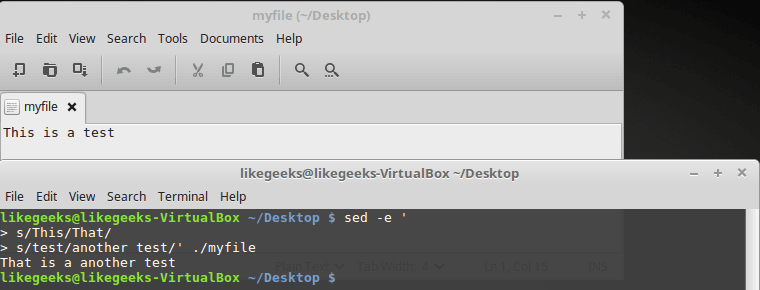 myfile (~/Desktop)
File Edit View Search Tools Documents Help
myfile
This is a test
likegeeks@likegeeks-VirtualBox ~/Desktop
File Edit View Search Terminal Help
likegeeks@likegeeks-VirtualBox ~/Desktop $ sed -e '
> s/This/That/
> s/test/another test/' ./myfile
That is a another test
likegeeks@likegeeks-VirtualBox ~/Desktop $
Plain Text Tab Width: 4 Ln 1, Col 15 INS